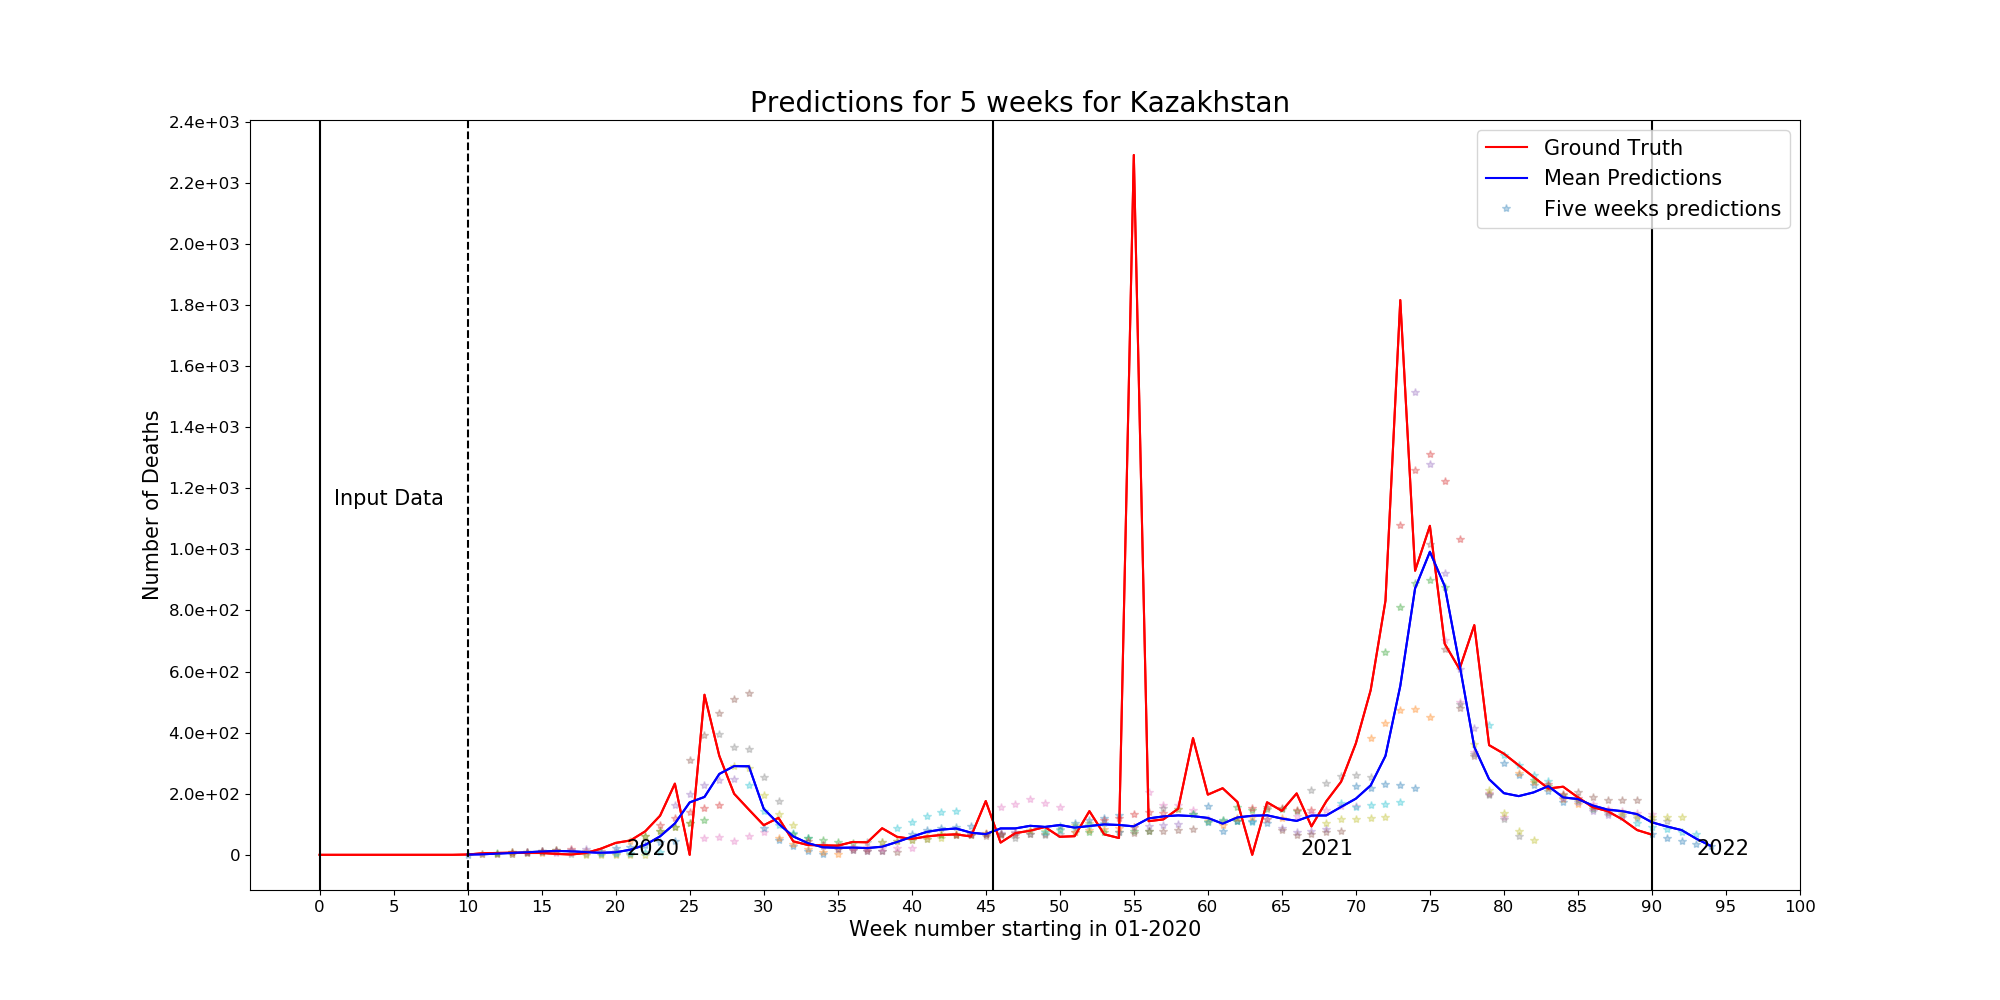 Predictions for 5 weeks for Kazakhstan
2.4e+03
2.2e+03
2.0e+03
1.8e+03
1.6e+03
1.4e+03
1.2e+03
1.0e+03
8.0e+02
6.0e+02
4.0e+02
2.0e+02
0
Number of Deaths
Ground Truth
Mean Predictions
Five weeks predictions
Input Data
2020
2021
2022
0 5 10 15 20 25 30 35 40 45 50 55 60 65 70 75 80 85 90 95 100
Week number starting in 01-2020